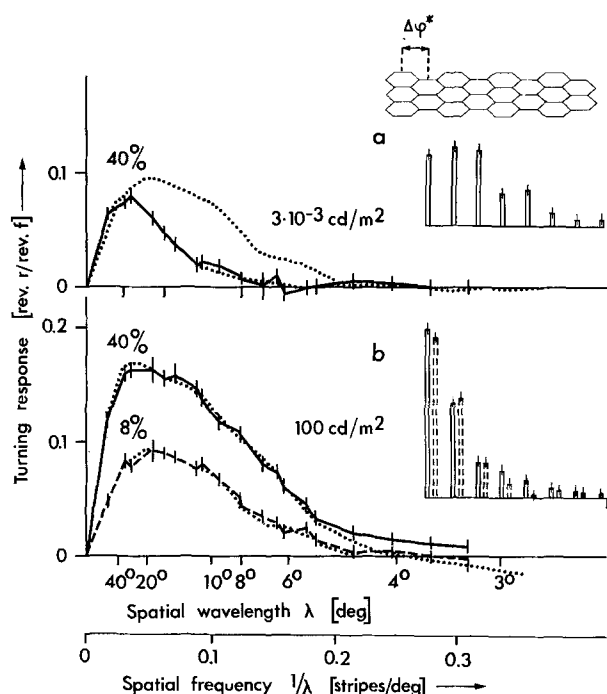 Δφ*
a
40%
3·10⁻³ cd/m2
0.1
0
Turning response [rev. r/rev. f]
b
0.2
40%
100 cd/m2
0.1
8%
0
40° 20° 10° 8° 6° 4° 3°
Spatial wavelength λ [deg]
0 0.1 0.2 0.3
Spatial frequency 1/λ [stripes/deg]